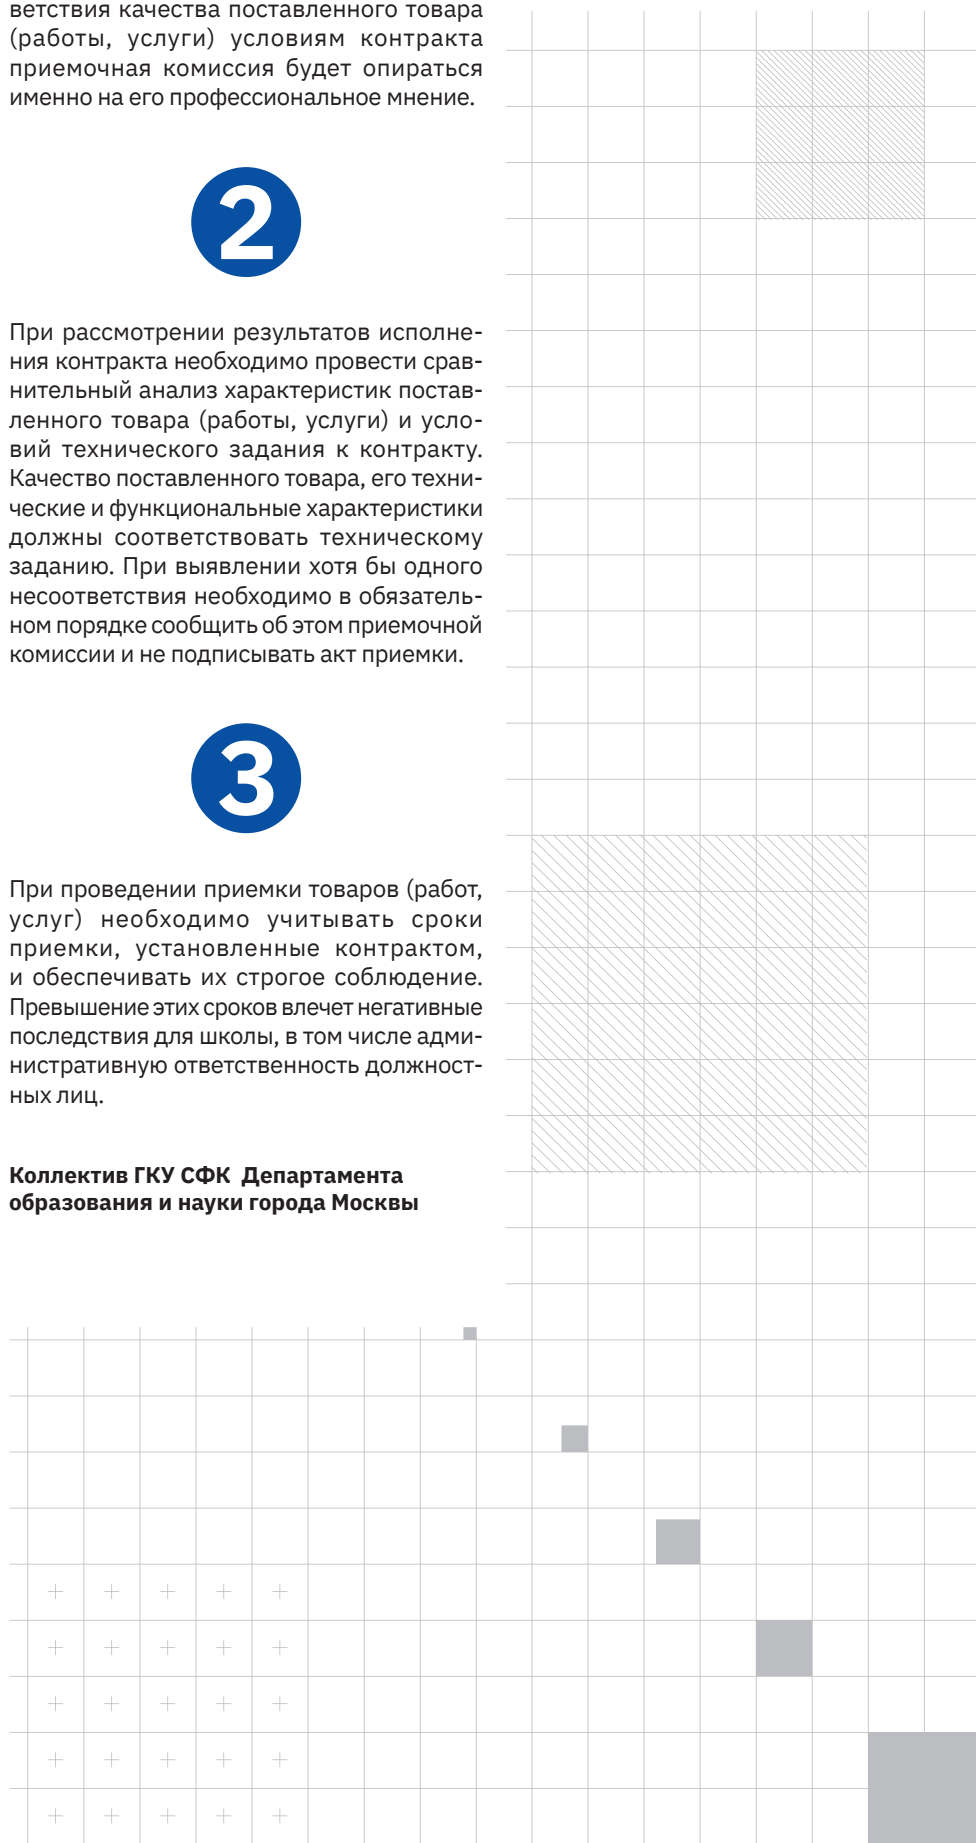 ветствия качества поставленного товара
(работы, услуги) условиям контракта
приемочная комиссия будет опираться
именно на его профессиональное мнение.
2
При рассмотрении результатов исполне-
ния контракта необходимо провести срав-
нительный анализ характеристик постав-
ленного товара (работы, услуги) и усло-
вий технического задания к контракту.
Качество поставленного товара, его техни-
ческие и функциональные характеристики
должны соответствовать техническому
заданию. При выявлении хотя бы одного
несоответствия необходимо в обязатель-
ном порядке сообщить об этом приемочной
комиссии и не подписывать акт приемки.
3
При проведении приемки товаров (работ,
услуг) необходимо учитывать сроки
приемки, установленные контрактом,
и обеспечивать их строгое соблюдение.
Превышение этих сроков влечет негативные
последствия для школы, в том числе адми-
нистративную ответственность должност-
ных лиц.
Коллектив ГКУ СФК Департамента
образования и науки города Москвы